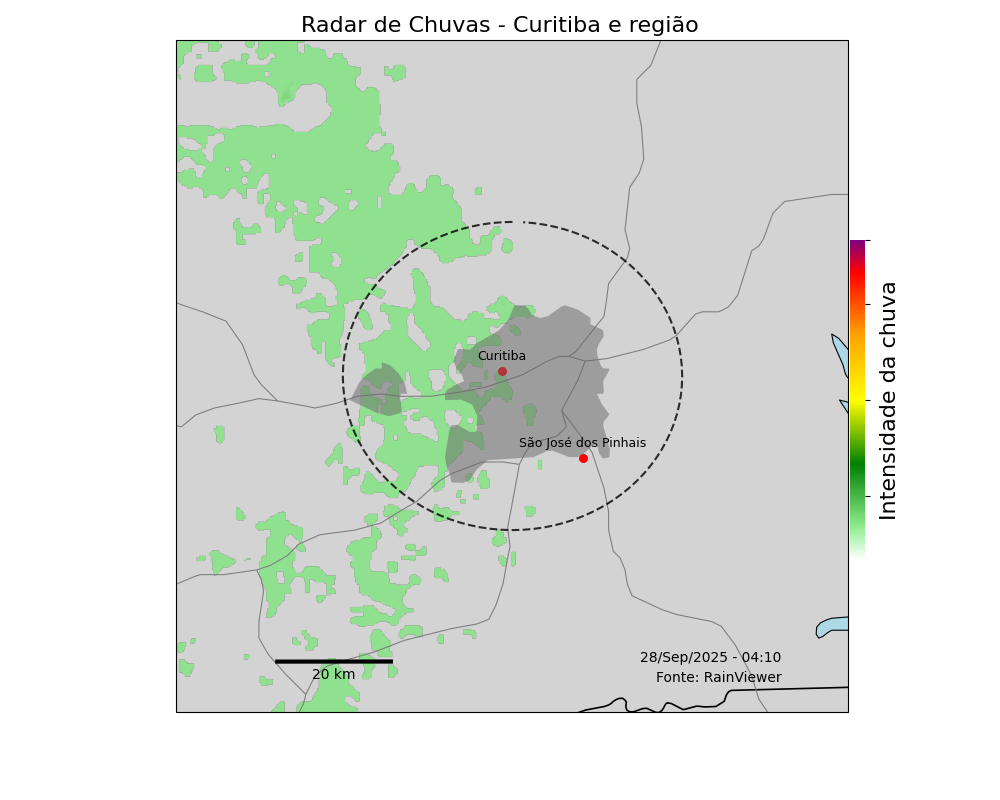 Radar de Chuvas - Curitiba e região
Curitiba
São José dos Pinhais
Intensidade da chuva
28/Sep/2025 - 04:10
20 km
Fonte: RainViewer